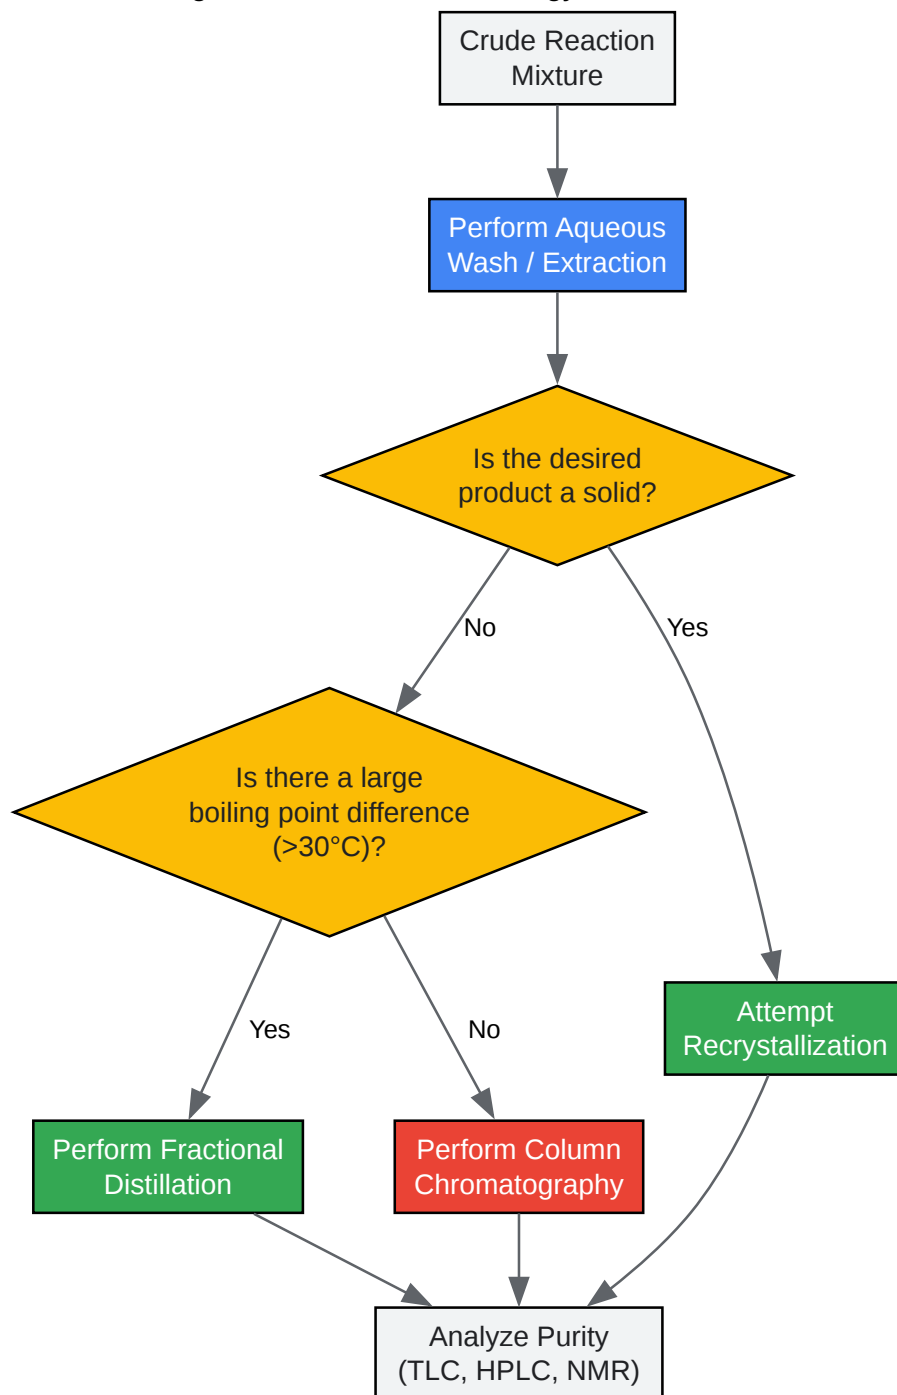 Crude Reaction
Mixture
Perform Aqueous
Wash / Extraction
Is the desired
product a solid?
No
Yes
Is there a large
boiling point difference
(>30°C)?
Yes
No
Attempt
Recrystallization
Perform Fractional
Distillation
Perform Column
Chromatography
Analyze Purity
(TLC, HPLC, NMR)